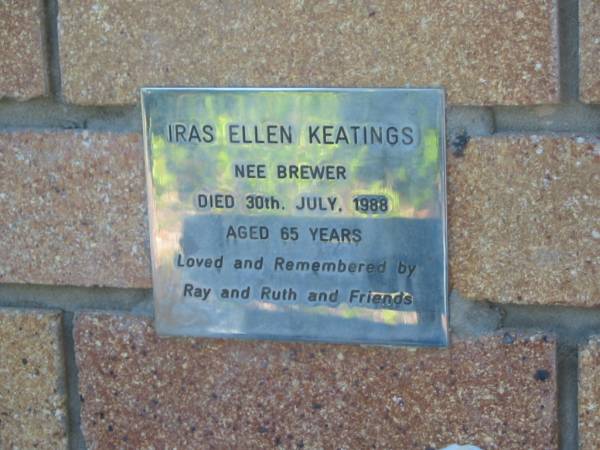 IRAS ELLEN KEATINGS
NEE BREWER
DIED 30th. JULY. 1988
AGED 65 YEARS
Loved and Remembered by
Ray and Ruth and Friends